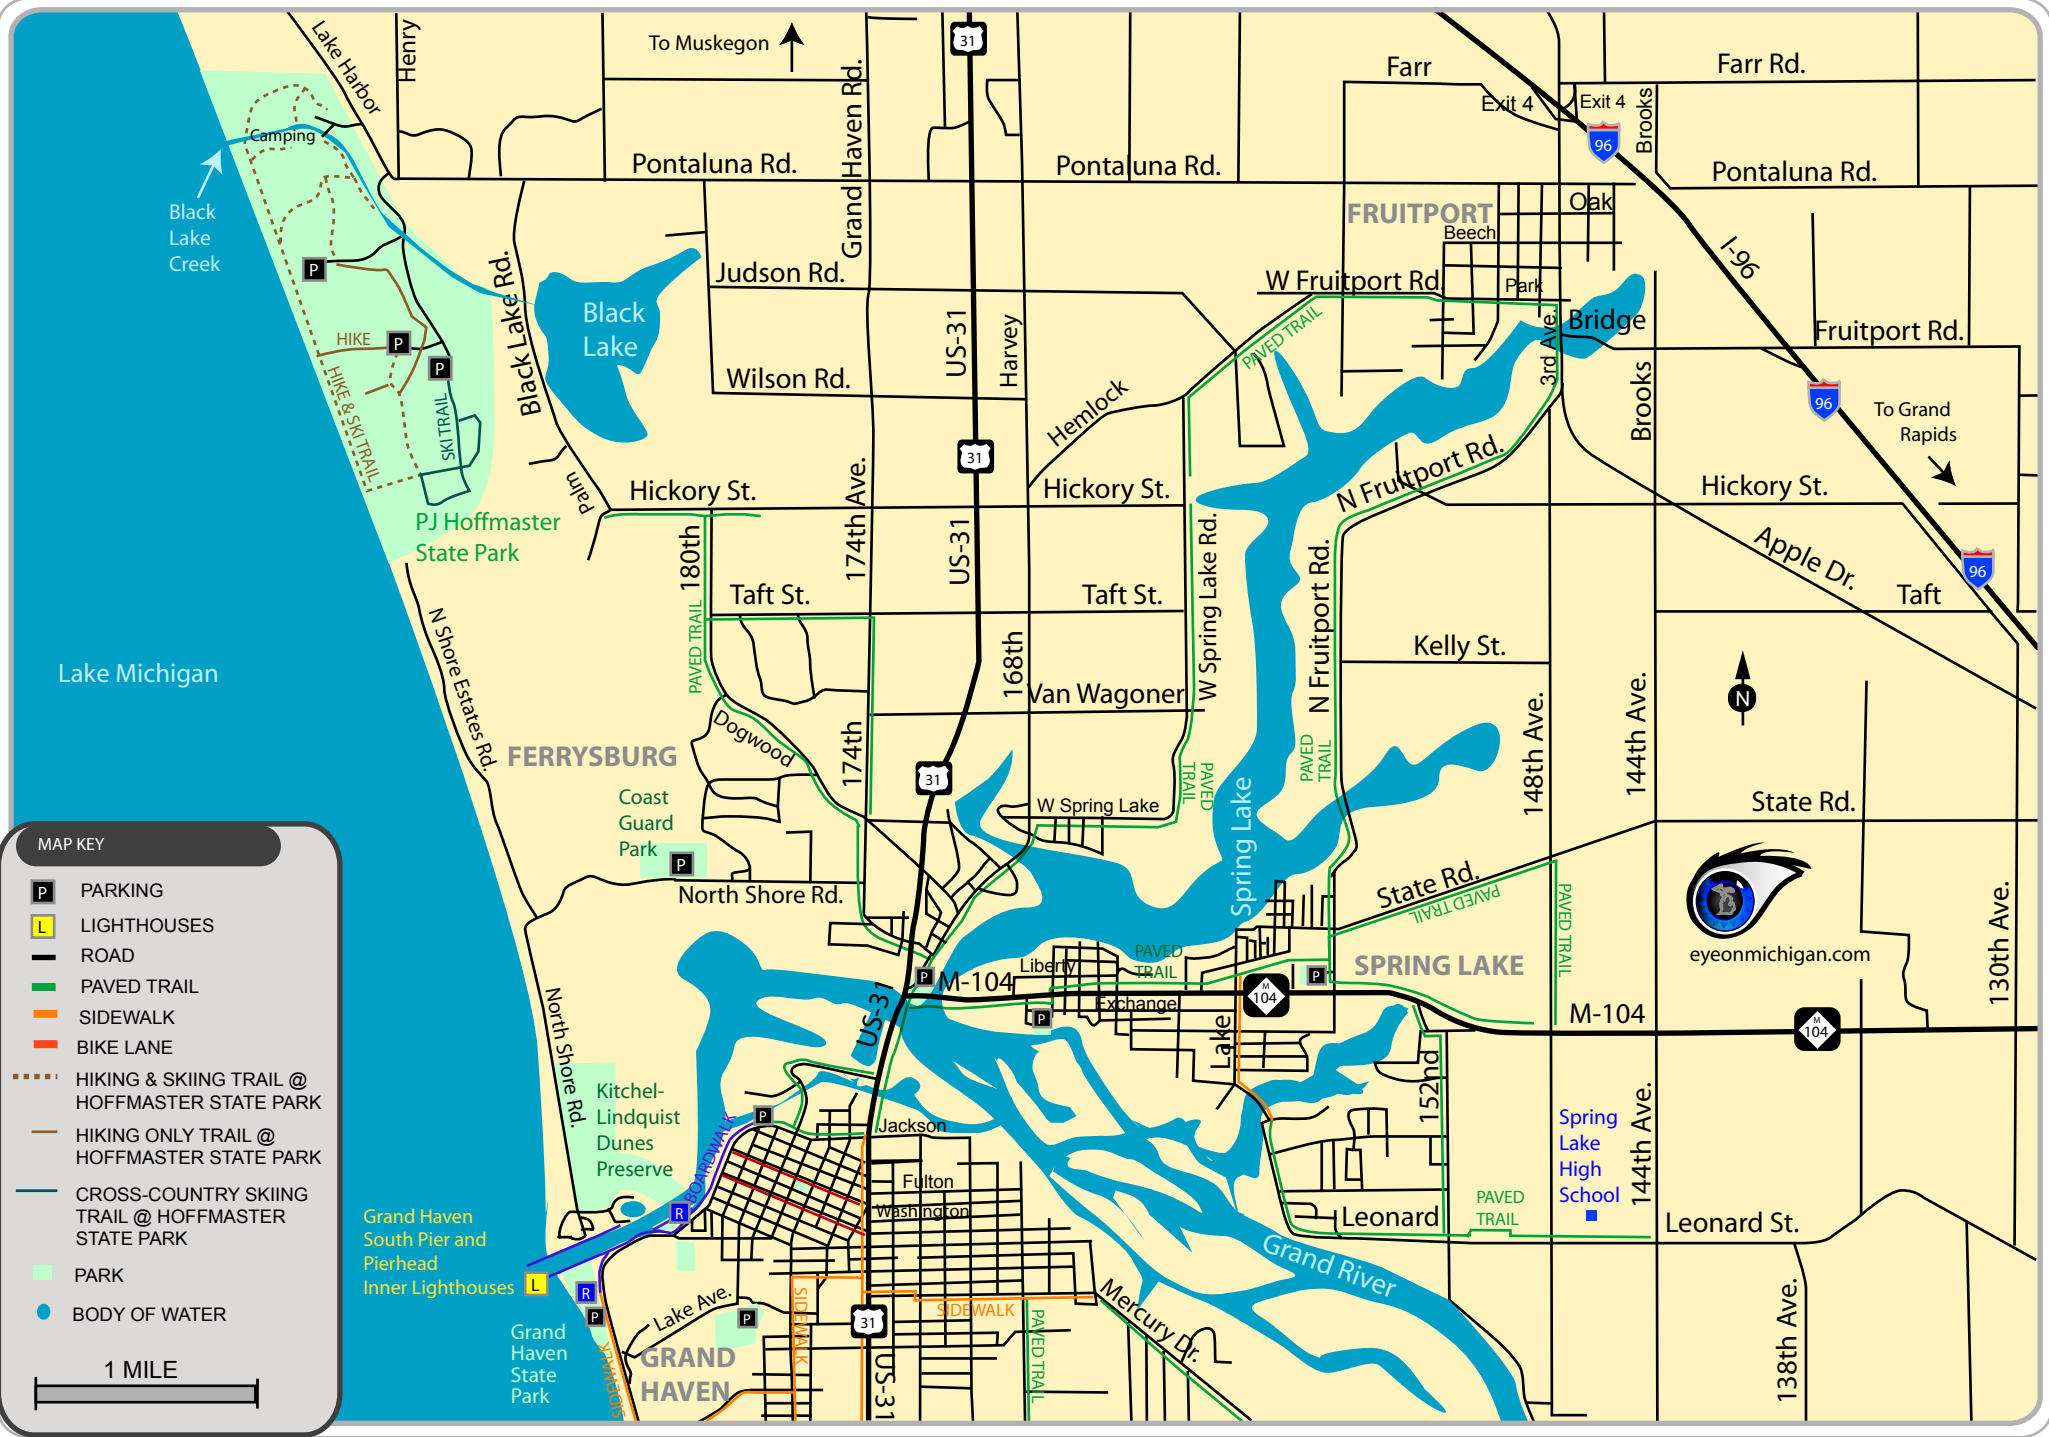 Lake Harbor
Henry
To Muskegon
Grand Haven Rd.
31
Farr
Farr Rd.
Exit 4
Exit 4
Brooks
96
Camping
Pontaluna Rd.
Pontaluna Rd.
Pontaluna Rd.
Black
Lake
Creek
P
FRUITPORT
Oak
Beech
I-96
Judson Rd.
W Fruitport Rd.
Park
Black Lake Rd.
Black
Lake
US-31
Harvey
PAVED TRAIL
3rd Ave.
Bridge
Fruitport Rd.
HIKE
P
P
HIKE & SKI TRAIL
SKI TRAIL
Wilson Rd.
Hemlock
Brooks
96
To Grand
Rapids
31
Palm
Hickory St.
174th Ave.
Hickory St.
N Fruitport Rd.
Hickory St.
PJ Hoffmaster
State Park
180th
US-31
W Spring Lake Rd.
N Fruitport Rd.
Apple Dr.
96
Taft St.
Taft St.
Taft
N Shore Estates Rd.
PAVED TRAIL
168th
Kelly St.
Lake Michigan
Van Wagoner
148th Ave.
144th Ave.
N
Dogwood
174th
FERRYSBURG
31
PAVED
TRAIL
PAVED
TRAIL
Coast
Guard
Park
P
W Spring Lake
Spring Lake
State Rd.
North Shore Rd.
State Rd.
PAVED TRAIL
PAVED TRAIL
130th Ave.
eyeonmichigan.com
P
M-104
Liberty
PAVED
TRAIL
P
SPRING LAKE
M
104
Exchange
P
M-104
M
104
US-31
North Shore Rd.
Lake
152nd
Kitchel-
Lindquist
Dunes
Preserve
BOARDWALK
P
Jackson
Spring
Lake
High
School
144th Ave.
Fulton
Washington
R
PAVED
TRAIL
Leonard
Leonard St.
Grand Haven
South Pier and
Pierhead
Inner Lighthouses
L
R
P
Grand River
Lake Ave.
P
SIDEWALK
31
SIDEWALK
PAVED TRAIL
Mercury Dr.
138th Ave.
Grand
Haven
State
Park
SIDEWALK
GRAND
HAVEN
US-31
MAP KEY
P PARKING
L LIGHTHOUSES
ROAD
PAVED TRAIL
SIDEWALK
BIKE LANE
HIKING & SKIING TRAIL @
HOFFMASTER STATE PARK
HIKING ONLY TRAIL @
HOFFMASTER STATE PARK
CROSS-COUNTRY SKIING
TRAIL @ HOFFMASTER
STATE PARK
PARK
BODY OF WATER
1 MILE